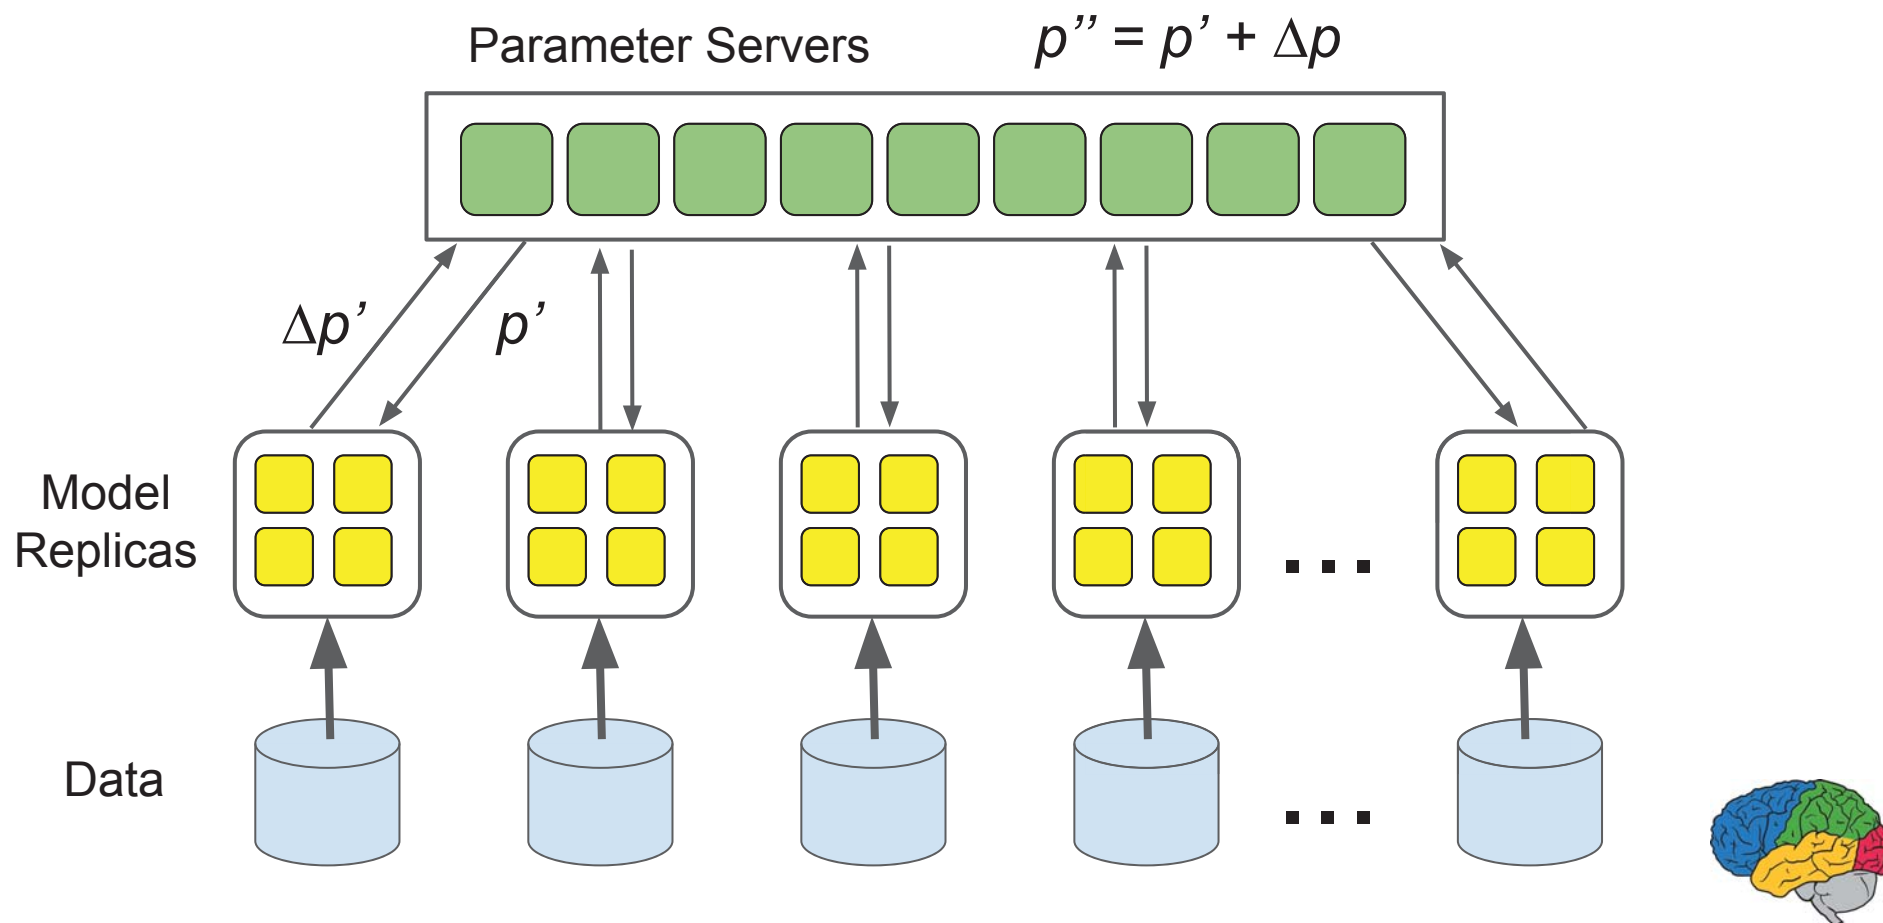 Parameter Servers
p’’ = p’ + Δp
Δp’
p’
Model
Replicas
. . .
Data
. . .